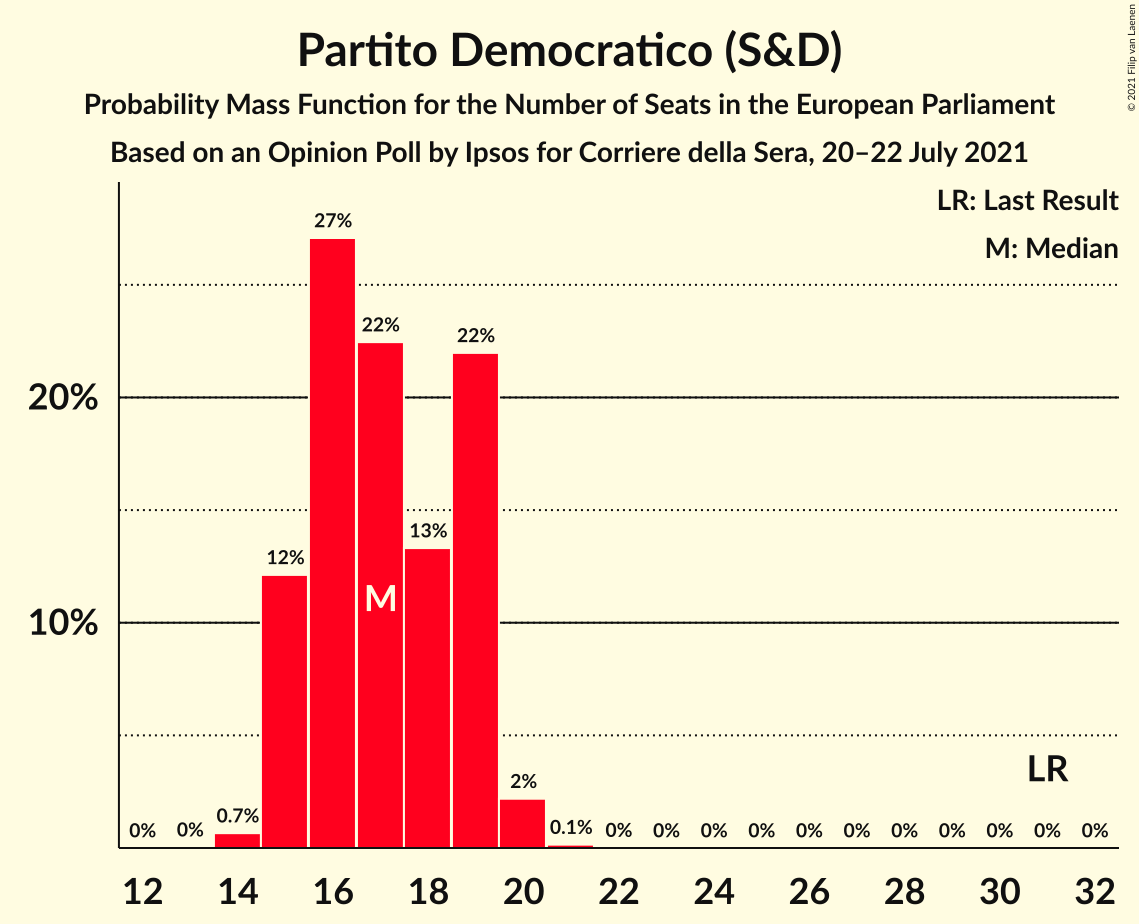 Partito Democratico (S&D)
Probability Mass Function for the Number of Seats in the European Parliament
Based on an Opinion Poll by Ipsos for Corriere della Sera, 20–22 July 2021
© 2021 Filip van Laenen
LR: Last Result
M: Median
27%
22%
22%
20%
13%
12%
M
10%
LR
2%
0% 0% 0.7% 0.1% 0% 0% 0% 0% 0% 0% 0% 0% 0% 0% 0%
12 14 16 18 20 22 24 26 28 30 32